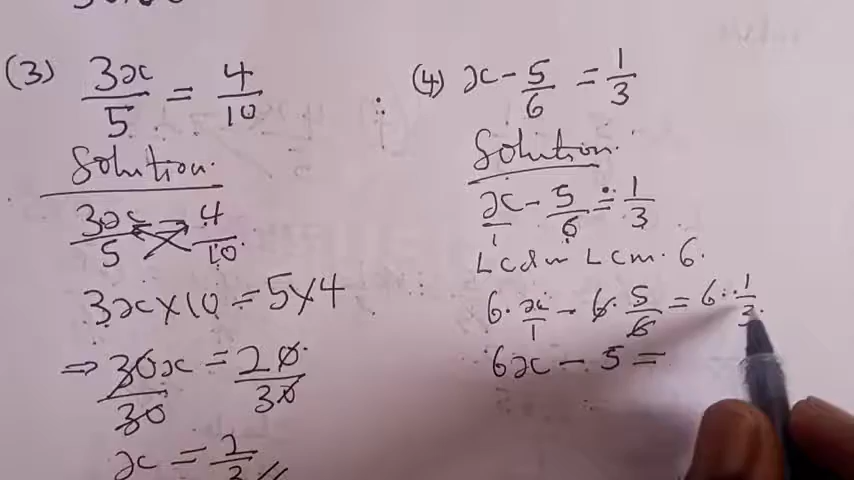 (3) 3x/5 = 4/10
Solution.
3x/5 = 4/10
3x×10 = 5×4
⇒ 30x/30 = 20/30
x = 2/3 //
(4) x - 5/6 = 1/3
Solution.
x/1 - 5/6 = 1/3
Lcd or Lcm. 6.
6. x/1 - 6. 5/6 = 6. 1/3
6x - 5 =